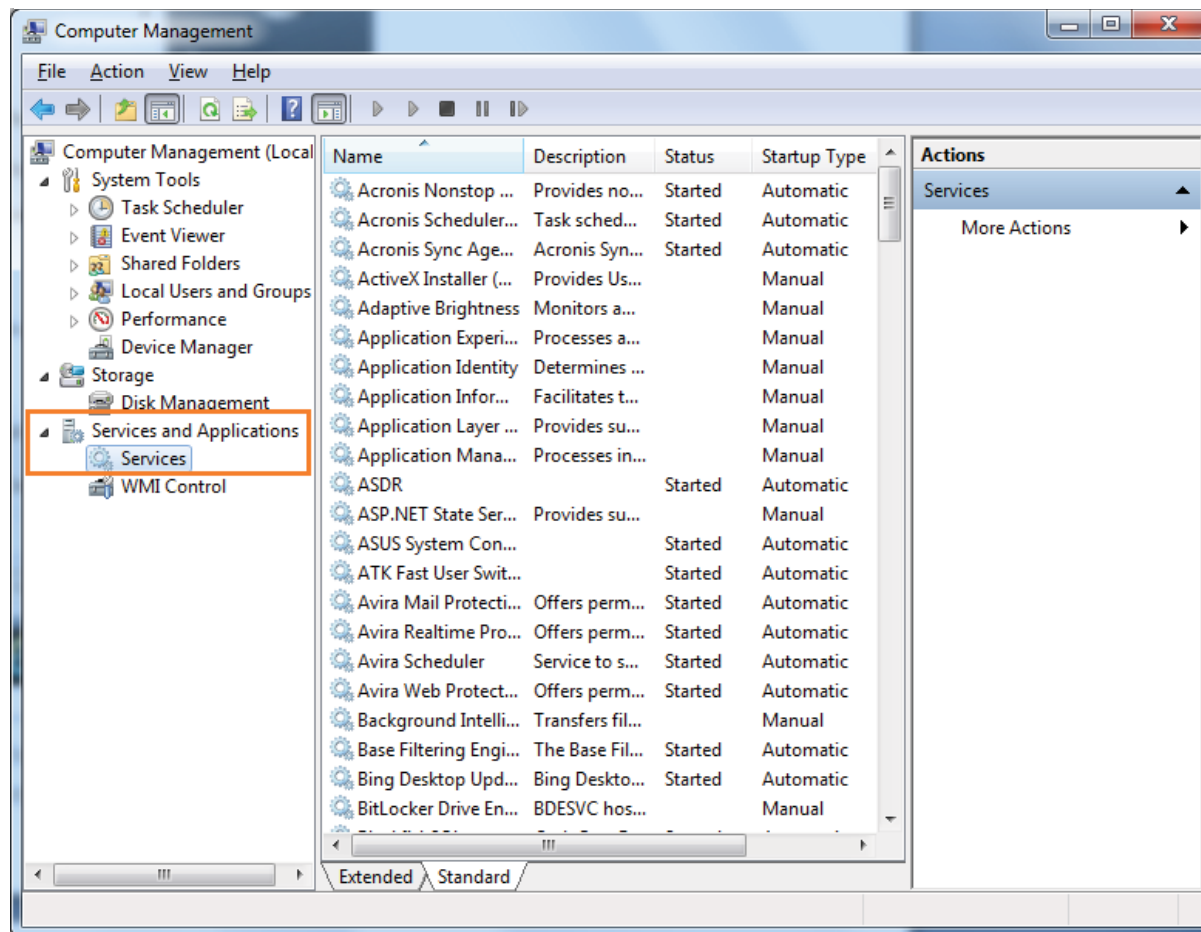 Computer Management
File Action View Help
Computer Management (Local
System Tools
Task Scheduler
Event Viewer
Shared Folders
Local Users and Groups
Performance
Device Manager
Storage
Disk Management
Services and Applications
Services
WMI Control
Name Description Status Startup Type
Acronis Nonstop ... Provides no... Started Automatic
Acronis Scheduler... Task sched... Started Automatic
Acronis Sync Age... Acronis Syn... Started Automatic
ActiveX Installer (... Provides Us... Manual
Adaptive Brightness Monitors a... Manual
Application Experi... Processes a... Manual
Application Identity Determines ... Manual
Application Infor... Facilitates t... Manual
Application Layer ... Provides su... Manual
Application Mana... Processes in... Manual
ASDR Started Automatic
ASP.NET State Ser... Provides su... Manual
ASUS System Con... Started Automatic
ATK Fast User Swit... Started Automatic
Avira Mail Protecti... Offers perm... Started Automatic
Avira Realtime Pro... Offers perm... Started Automatic
Avira Scheduler Service to s... Started Automatic
Avira Web Protect... Offers perm... Started Automatic
Background Intelli... Transfers fil... Manual
Base Filtering Engi... The Base Fil... Started Automatic
Bing Desktop Upd... Bing Deskto... Started Automatic
BitLocker Drive En... BDESVC hos... Manual
Extended Standard
Actions
Services
More Actions